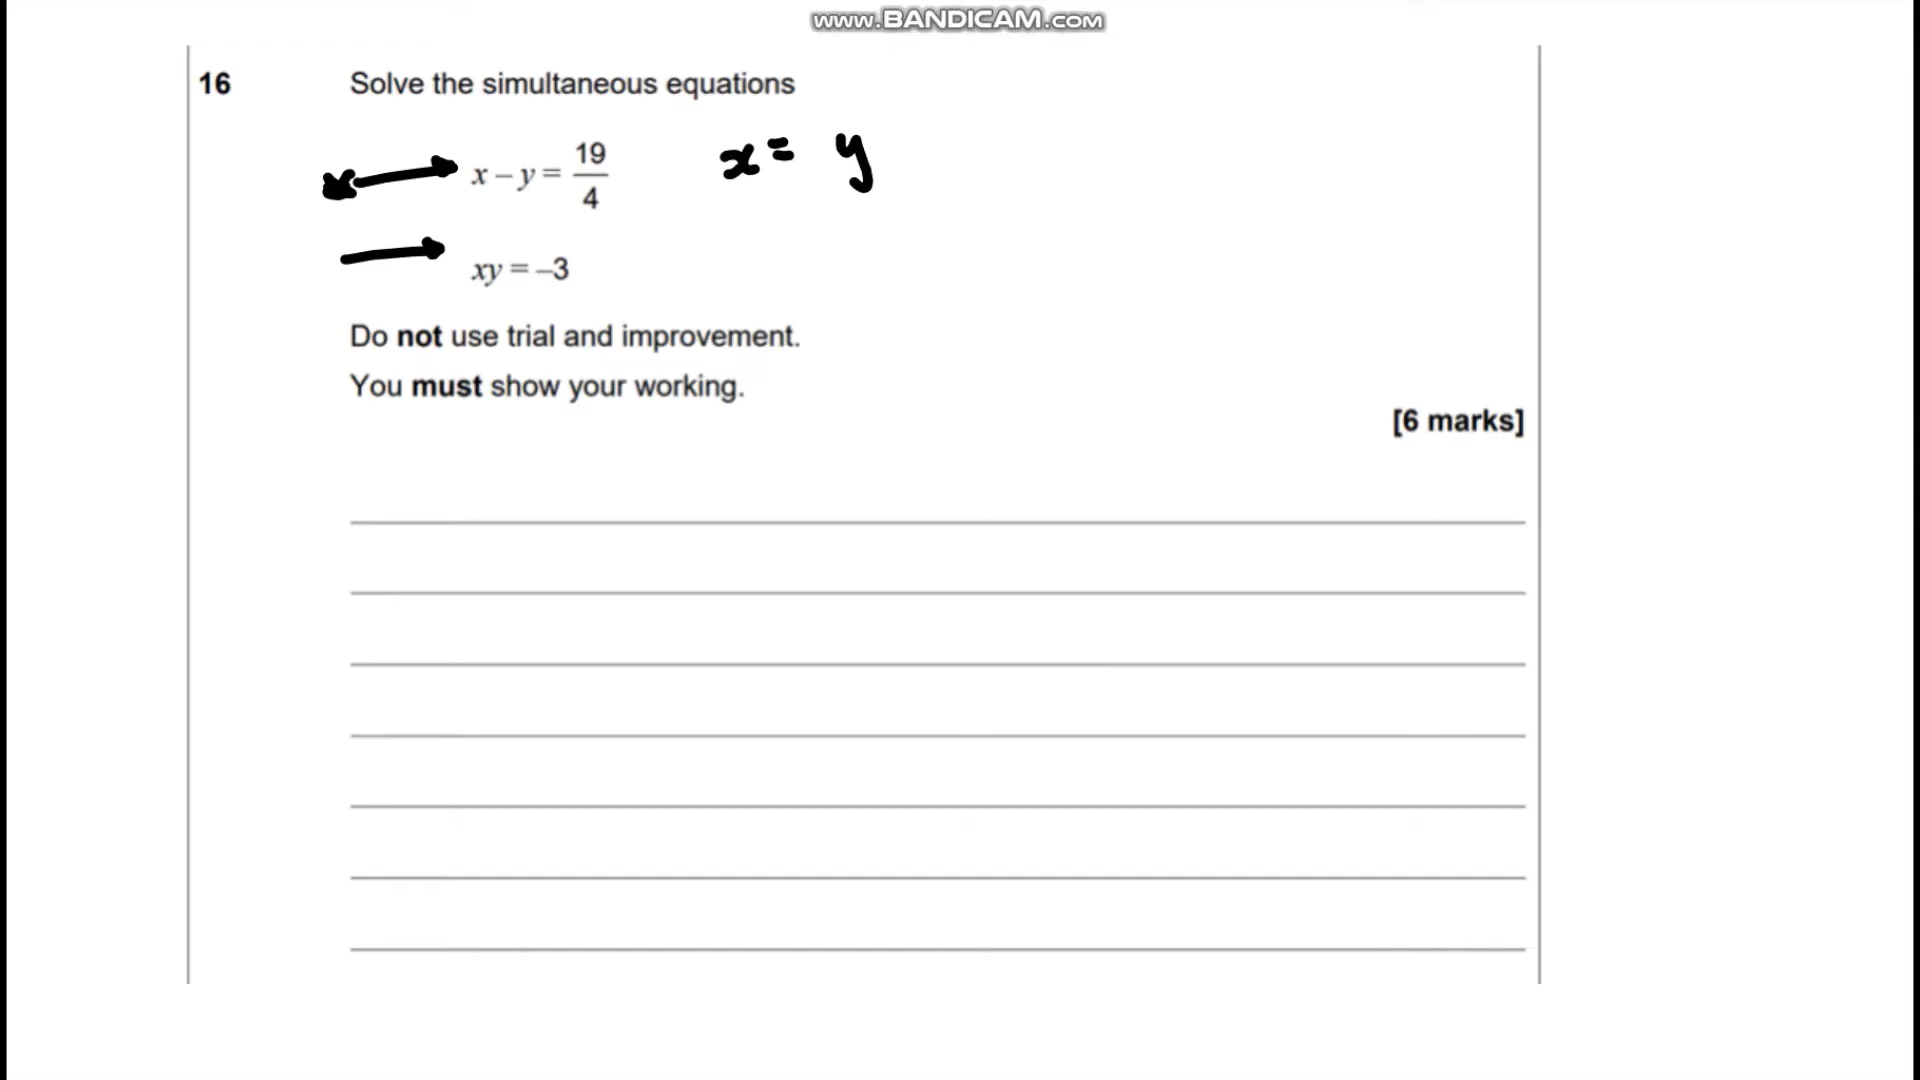 www.BANDICAM.com
16 Solve the simultaneous equations
x – y = 19/4 x = y
xy = –3
Do not use trial and improvement.
You must show your working.
[6 marks]